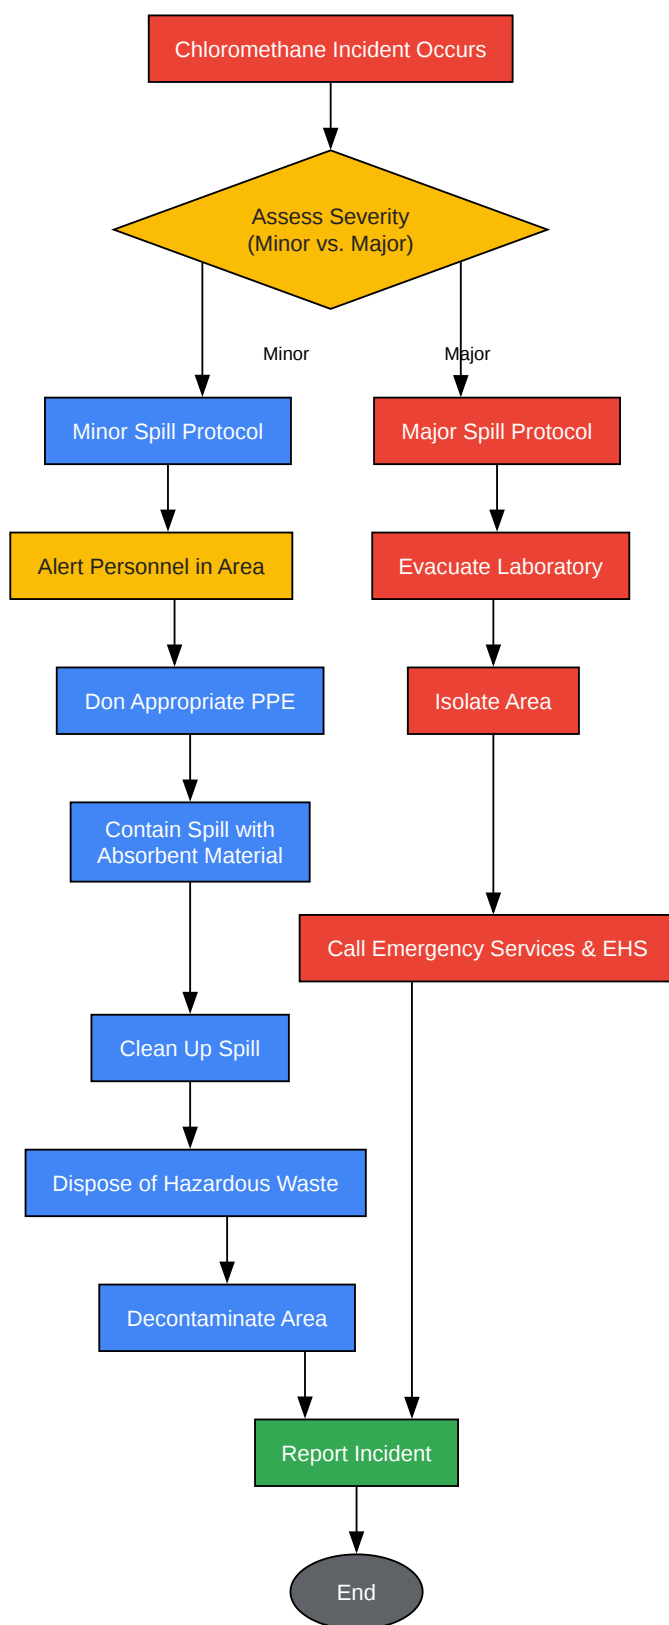 Chloromethane Incident Occurs
Assess Severity
(Minor vs. Major)
Minor
Major
Minor Spill Protocol
Major Spill Protocol
Alert Personnel in Area
Evacuate Laboratory
Don Appropriate PPE
Isolate Area
Contain Spill with
Absorbent Material
Call Emergency Services & EHS
Clean Up Spill
Dispose of Hazardous Waste
Decontaminate Area
Report Incident
End